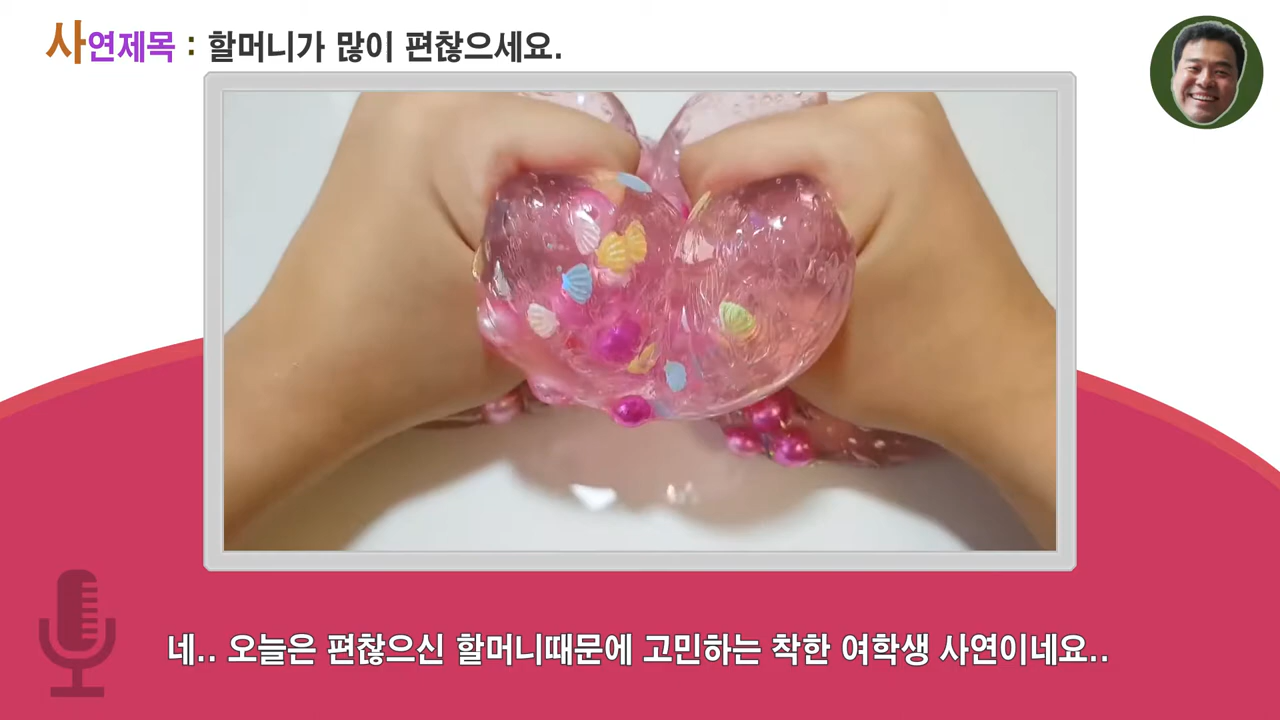 사연제목 : 할머니가 많이 편찮으세요.
네.. 오늘은 편찮으신 할머니때문에 고민하는 착한 여학생 사연이네요..